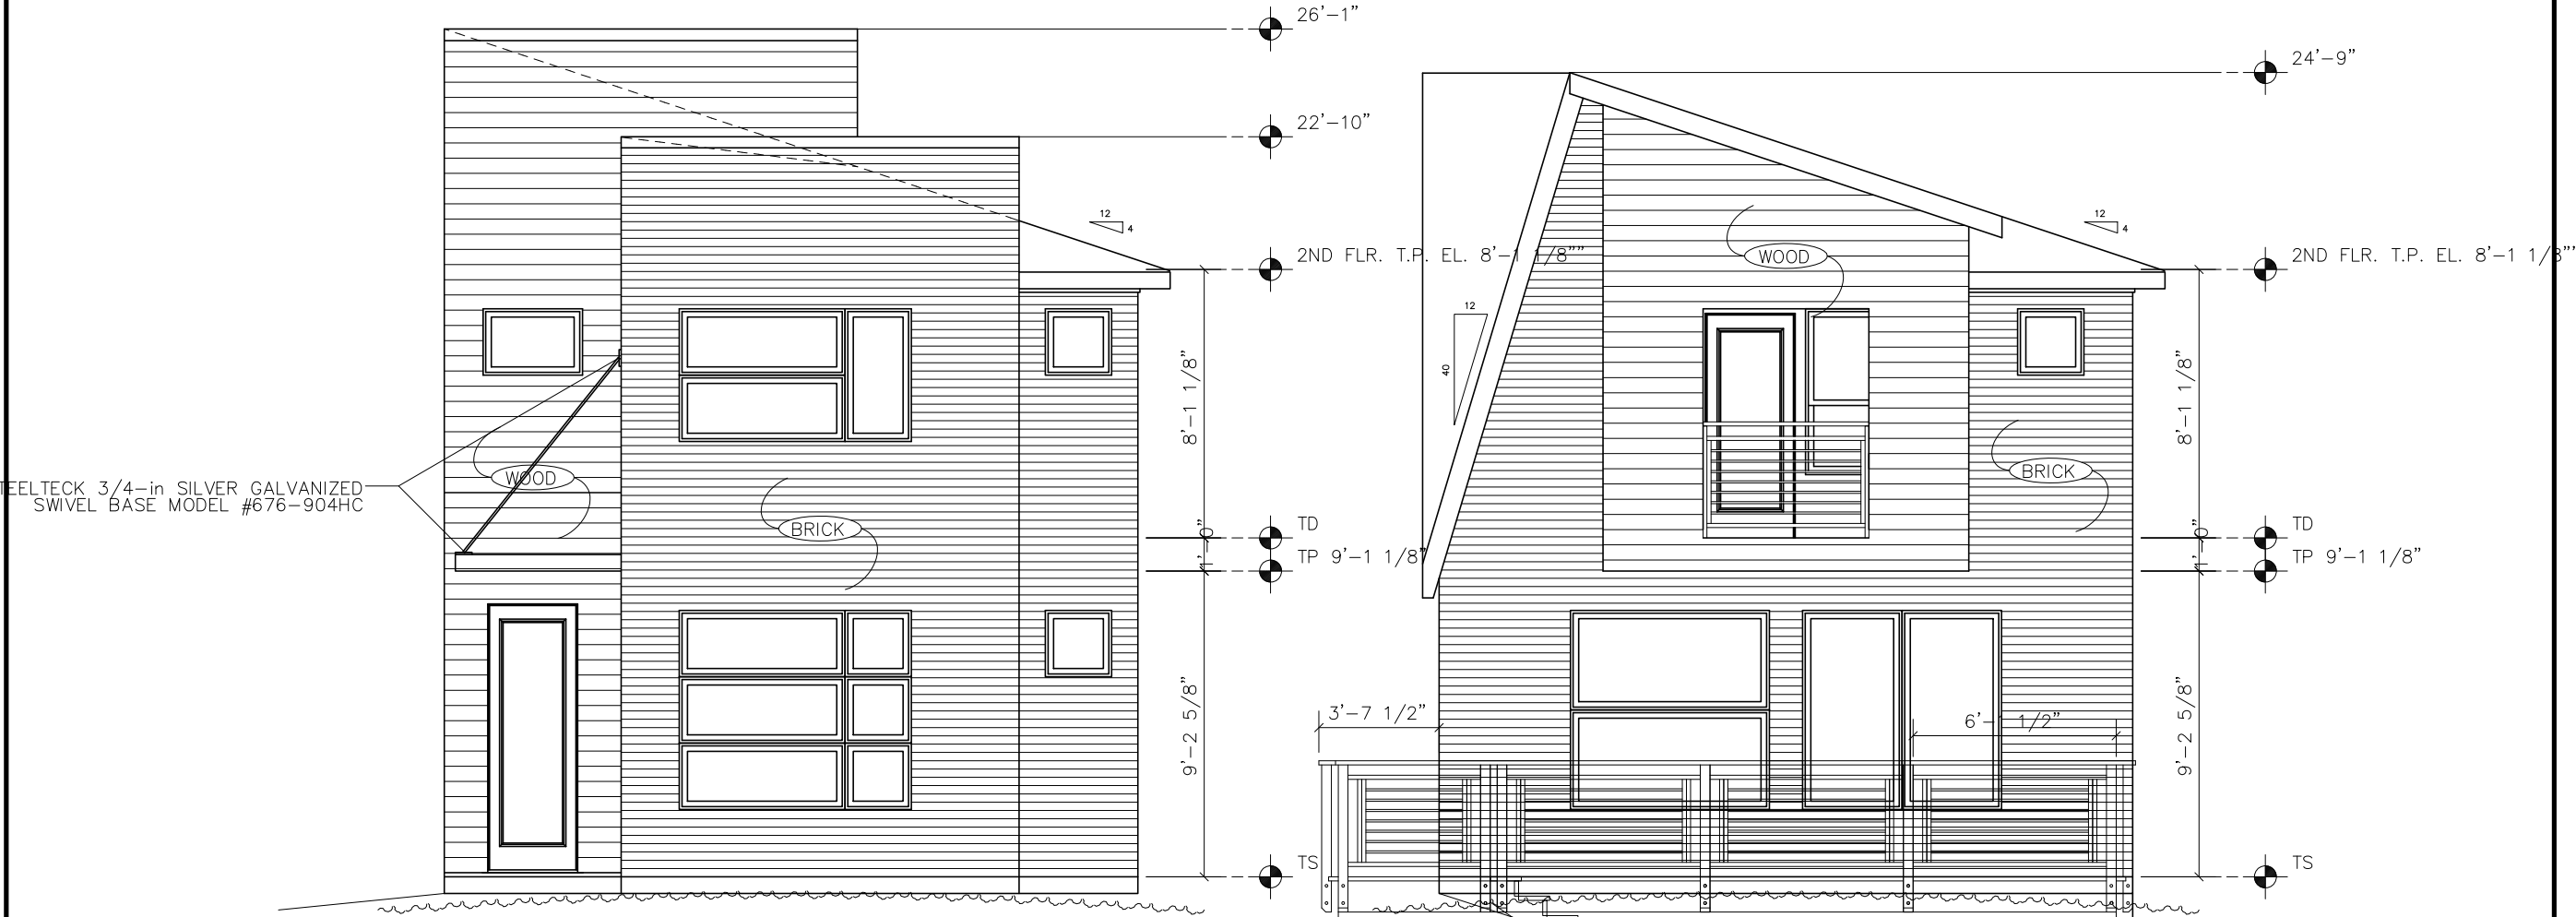 26'-1"
22'-10"
12
4
2ND FLR. T.P. EL. 8'-1 1/8""
8'-1 1/8"
WOOD
TEELTECK 3/4-in SILVER GALVANIZED
SWIVEL BASE MODEL #676-904HC
BRICK
1'-0"
TD
TP 9'-1 1/8"
9'-2 5/8"
TS
24'-9"
12
4
WOOD
2ND FLR. T.P. EL. 8'-1 1/8""
12
40
8'-1 1/8"
BRICK
1'-0"
TD
TP 9'-1 1/8"
3'-7 1/2"
6'- 1/2"
9'-2 5/8"
TS